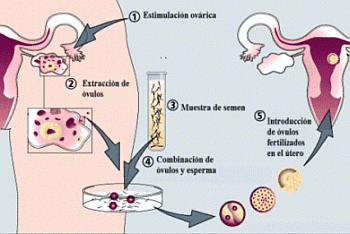 ① Estimulación ovárica
② Extracción de
óvulos
③ Muestra de semen
④ Combinación de
óvulos y esperma
⑤ Introducción
de óvulos
fertilizados
en el útero